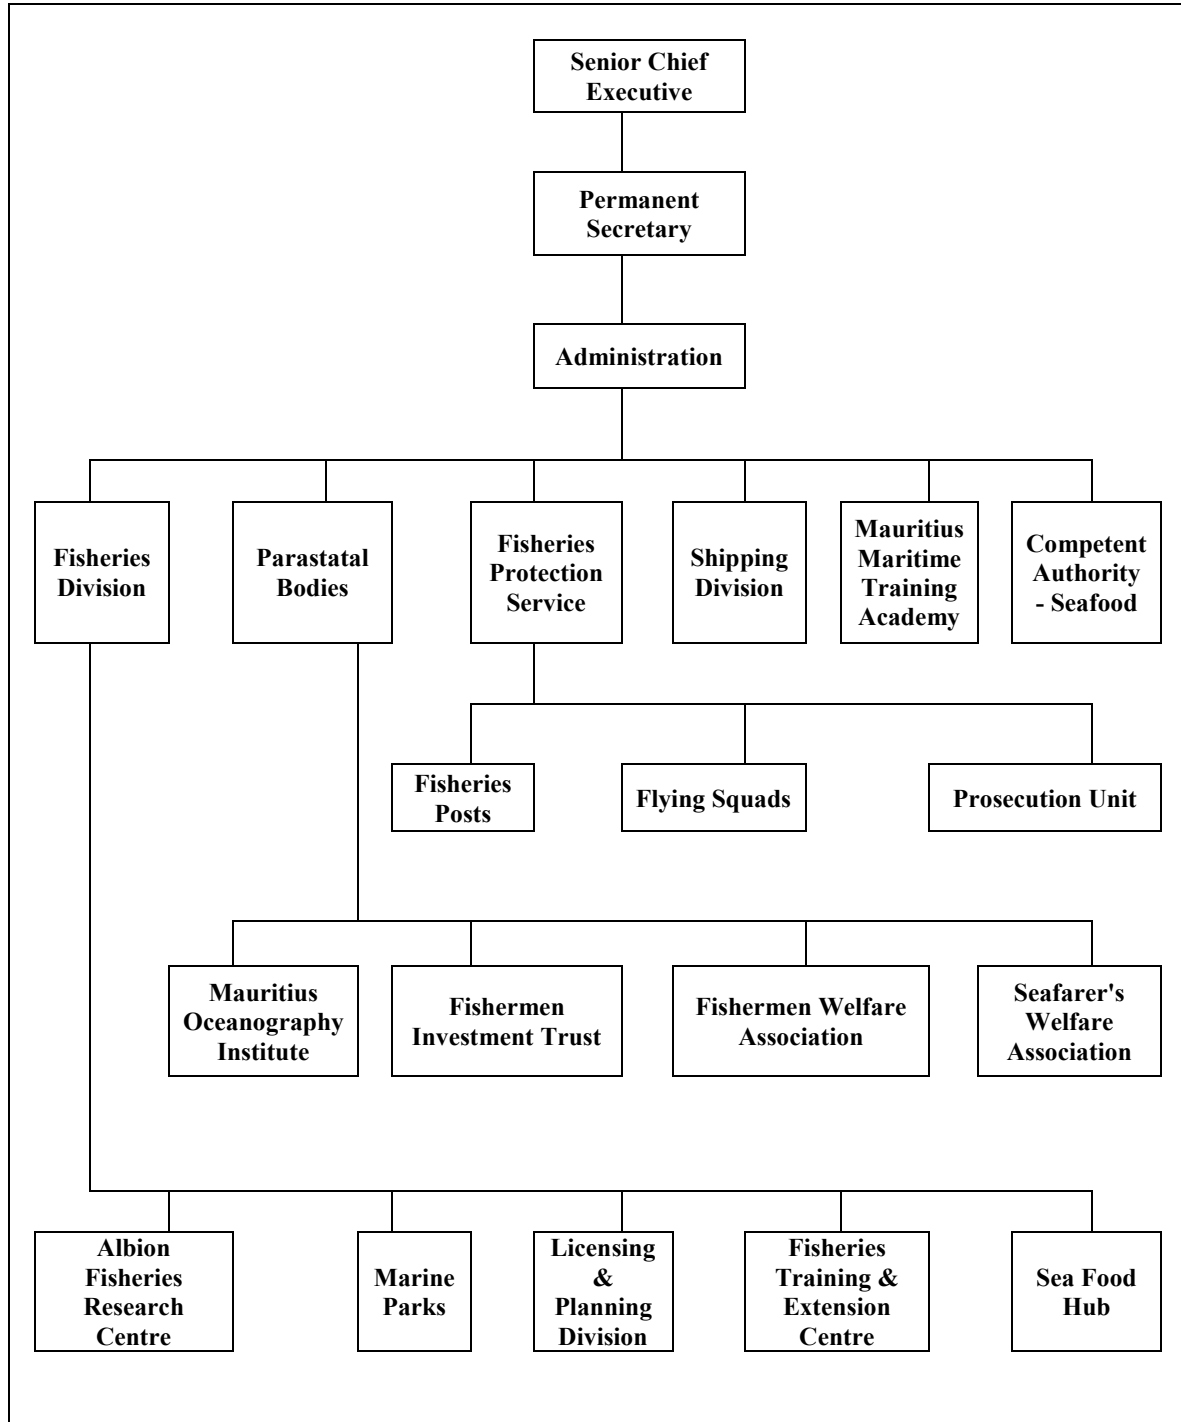 Senior Chief
Executive
Permanent
Secretary
Administration
Fisheries
Division
Parastatal
Bodies
Fisheries
Protection
Service
Shipping
Division
Mauritius
Maritime
Training
Academy
Competent
Authority
- Seafood
Fisheries
Posts
Flying Squads
Prosecution Unit
Mauritius
Oceanography
Institute
Fishermen
Investment Trust
Fishermen Welfare
Association
Seafarer's
Welfare
Association
Albion
Fisheries
Research
Centre
Marine
Parks
Licensing
&
Planning
Division
Fisheries
Training &
Extension
Centre
Sea Food
Hub